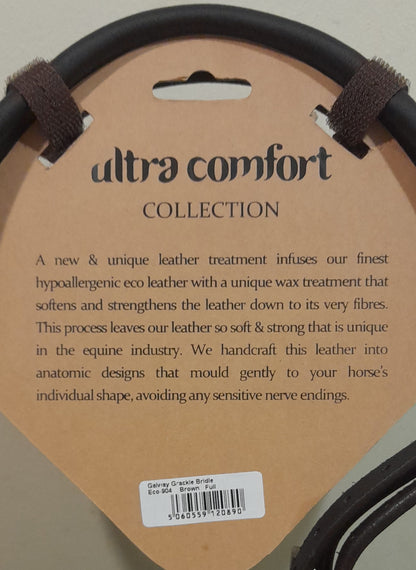 ultra comfort
COLLECTION
A new & unique leather treatment infuses our finest
hypoallergenic eco leather with a unique wax treatment that
softens and strengthens the leather down to its very fibres.
This process leaves our leather so soft & strong that is unique
in the equine industry. We handcraft this leather into
anatomic designs that mould gently to your horse's
individual shape, avoiding any sensitive nerve endings.
Galway Grackle Bridle
Eco-904 Brown Full
5 060559 120890